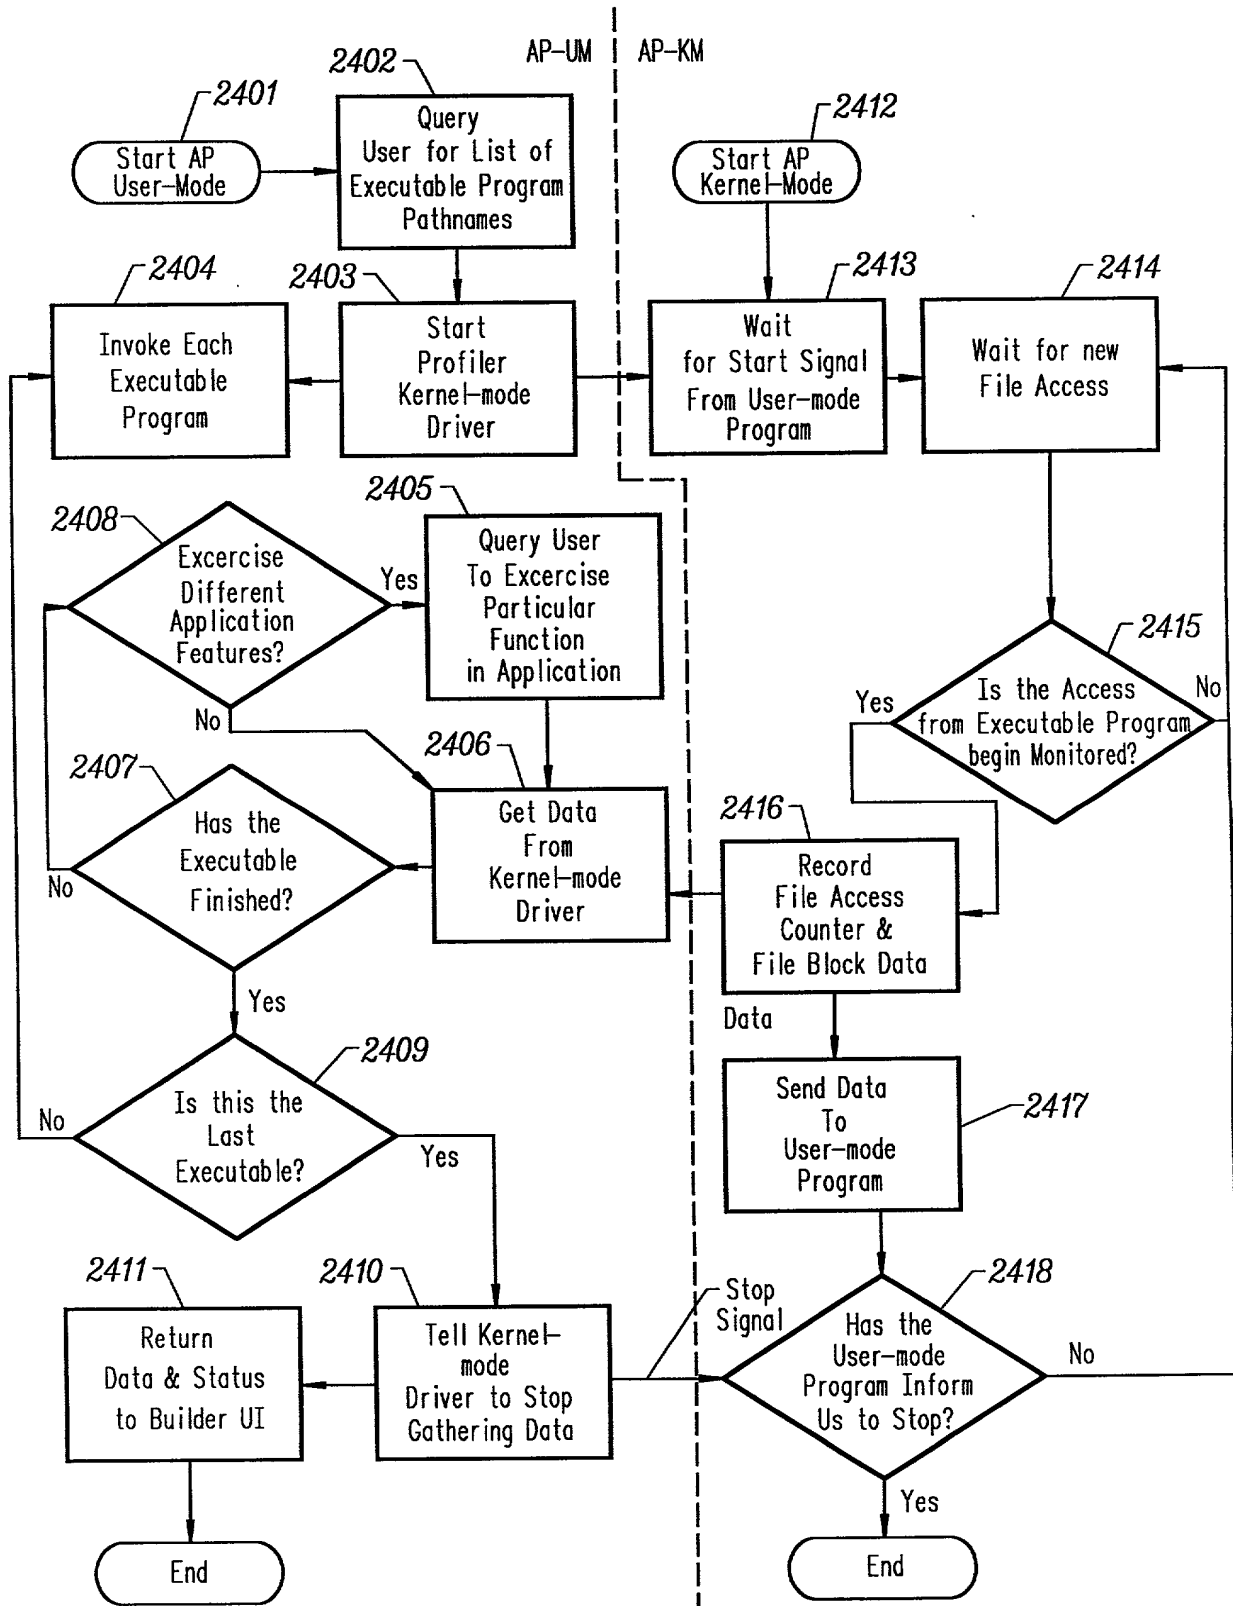 AP-UM
AP-KM
2401
Start AP
User-Mode
2402
Query
User for List of
Executable Program
Pathnames
2412
Start AP
Kernel-Mode
2404
Invoke Each
Executable
Program
2403
Start
Profiler
Kernel-mode
Driver
2413
Wait
for Start Signal
From User-mode
Program
2414
Wait for new
File Access
2408
Excercise
Different
Application
Features?
Yes
No
2405
Query User
To Excercise
Particular
Function
in Application
2415
Is the Access
from Executable Program
begin Monitored?
Yes
No
2407
Has the
Executable
Finished?
No
Yes
2406
Get Data
From
Kernel-mode
Driver
2416
Record
File Access
Counter &
File Block Data
Data
2409
Is this the
Last
Executable?
No
Yes
2417
Send Data
To
User-mode
Program
2411
Return
Data & Status
to Builder UI
2410
Tell Kernel-
mode
Driver to Stop
Gathering Data
Stop
Signal
2418
Has the
User-mode
Program Inform
Us to Stop?
No
Yes
End
End